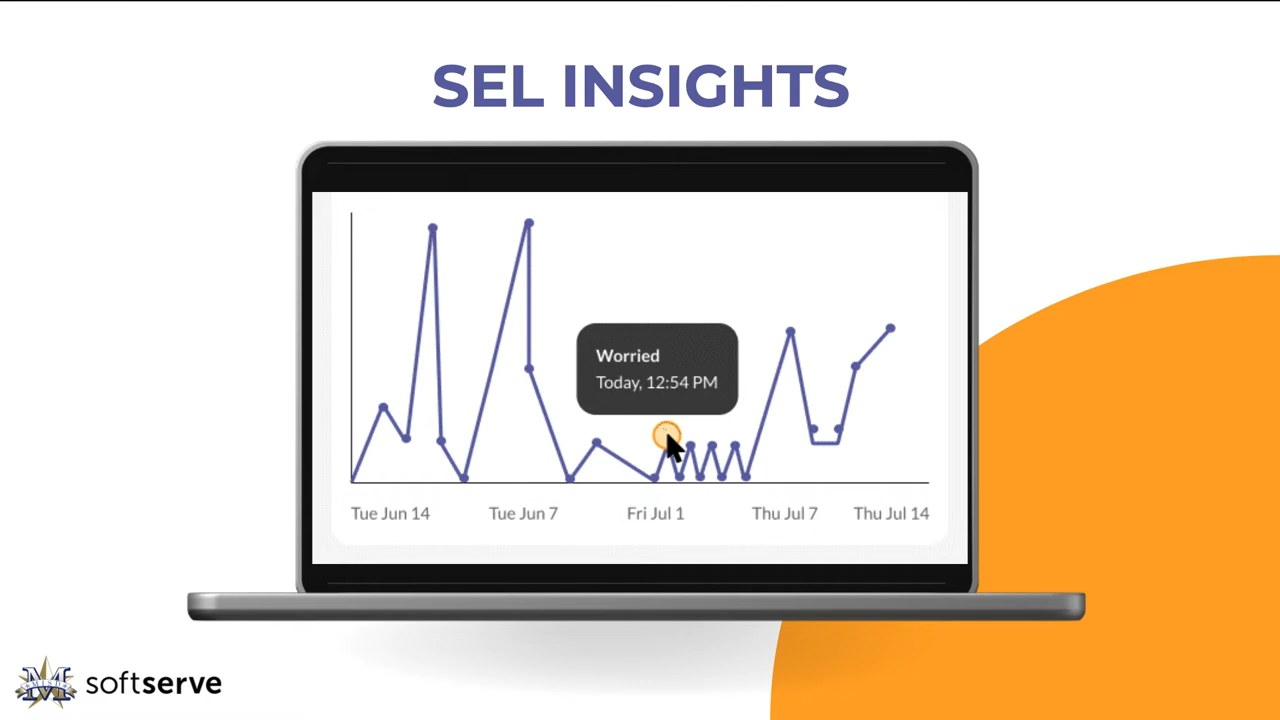 SEL INSIGHTS
Worried
Today, 12:54 PM
Tue Jun 14 Tue Jun 7 Fri Jul 1 Thu Jul 7 Thu Jul 14
softserve